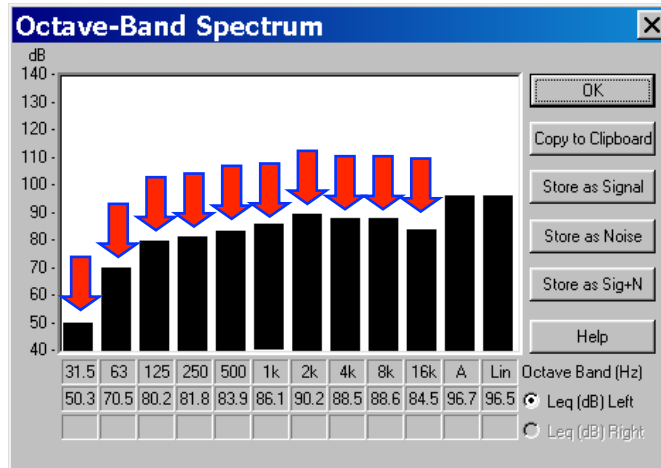 Octave-Band Spectrum
dB
140
130
120
110
100
90
80
70
60
50
40
OK
Copy to Clipboard
Store as Signal
Store as Noise
Store as Sig+N
Help
31.5 63 125 250 500 1k 2k 4k 8k 16k A Lin Octave Band (Hz)
50.3 70.5 80.2 81.8 83.9 86.1 90.2 88.5 88.6 84.5 96.7 96.5 Leq (dB) Left
Leq (dB) Right